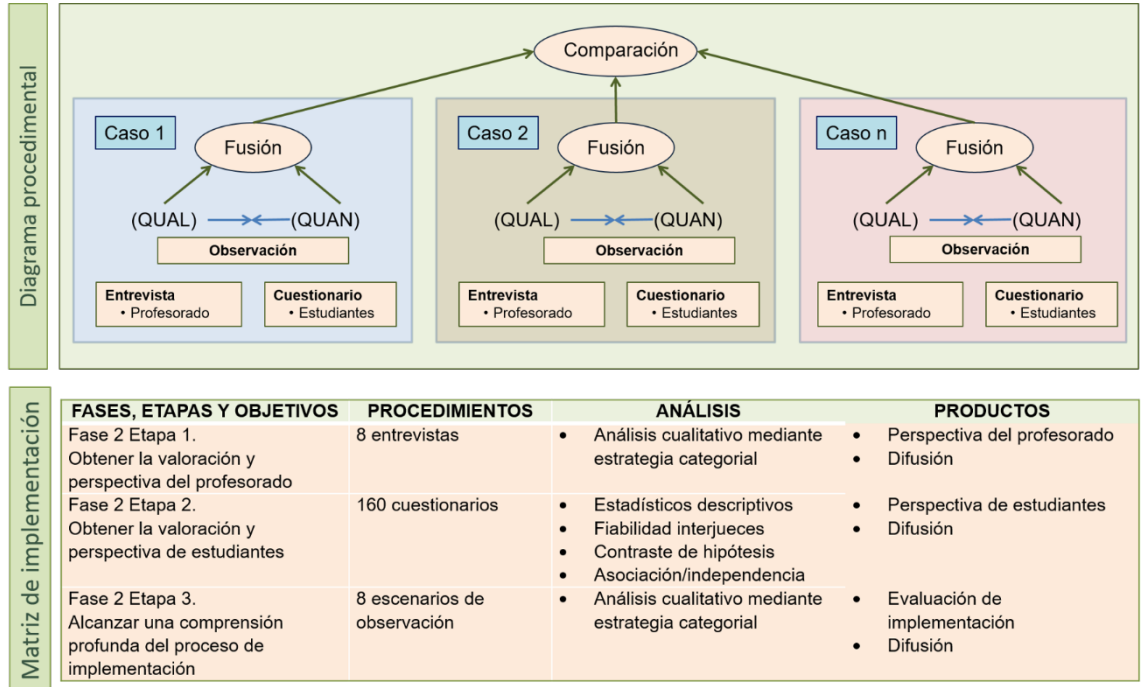 Diagrama procedimental
Comparación
Caso 1
Fusión
(QUAL)
(QUAN)
Observación
Entrevista
• Profesorado
Cuestionario
• Estudiantes
Caso 2
Fusión
(QUAL)
(QUAN)
Observación
Entrevista
• Profesorado
Cuestionario
• Estudiantes
Caso n
Fusión
(QUAL)
(QUAN)
Observación
Entrevista
• Profesorado
Cuestionario
• Estudiantes
Matriz de implementación
FASES, ETAPAS Y OBJETIVOS
PROCEDIMIENTOS
ANÁLISIS
PRODUCTOS
Fase 2 Etapa 1.
Obtener la valoración y
perspectiva del profesorado
8 entrevistas
• Análisis cualitativo mediante
estrategia categorial
• Perspectiva del profesorado
• Difusión
Fase 2 Etapa 2.
Obtener la valoración y
perspectiva de estudiantes
160 cuestionarios
• Estadísticos descriptivos
• Fiabilidad interjueces
• Contraste de hipótesis
• Asociación/independencia
• Perspectiva de estudiantes
• Difusión
Fase 2 Etapa 3.
Alcanzar una comprensión
profunda del proceso de
implementación
8 escenarios de
observación
• Análisis cualitativo mediante
estrategia categorial
• Evaluación de
implementación
• Difusión